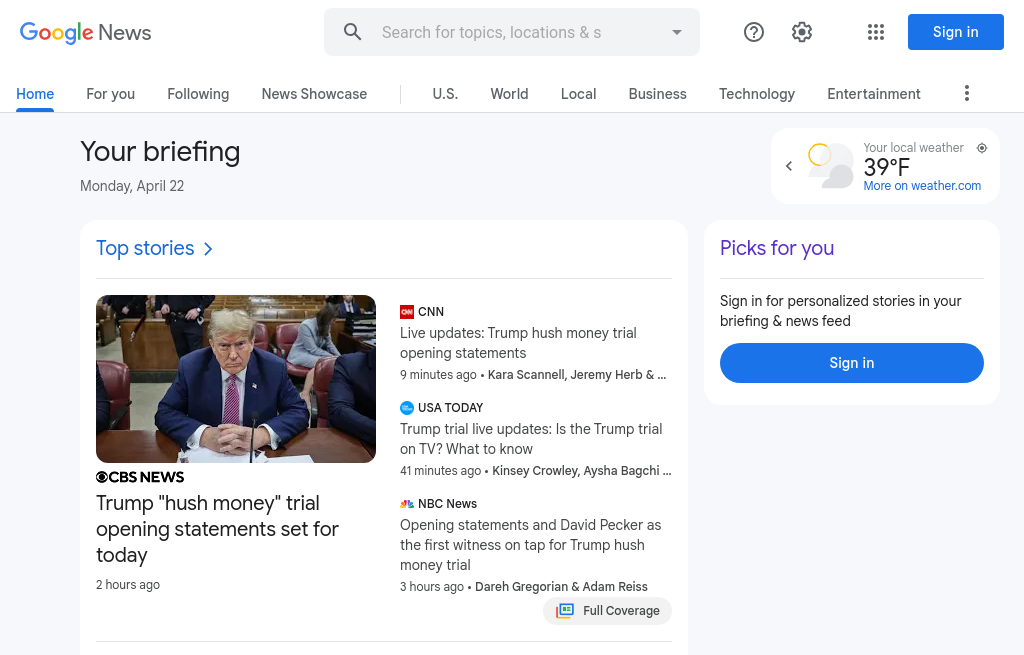 Google News
Search for topics, locations & s
Sign in
Home
For you
Following
News Showcase
U.S.
World
Local
Business
Technology
Entertainment
Your briefing
Monday, April 22
Your local weather
39°F
More on weather.com
Top stories
CBS NEWS
Trump "hush money" trial
opening statements set for
today
2 hours ago
CNN
Live updates: Trump hush money trial
opening statements
9 minutes ago • Kara Scannell, Jeremy Herb & ...
USA TODAY
Trump trial live updates: Is the Trump trial
on TV? What to know
41 minutes ago • Kinsey Crowley, Aysha Bagchi ...
NBC News
Opening statements and David Pecker as
the first witness on tap for Trump hush
money trial
3 hours ago • Dareh Gregorian & Adam Reiss
Full Coverage
Picks for you
Sign in for personalized stories in your
briefing & news feed
Sign in